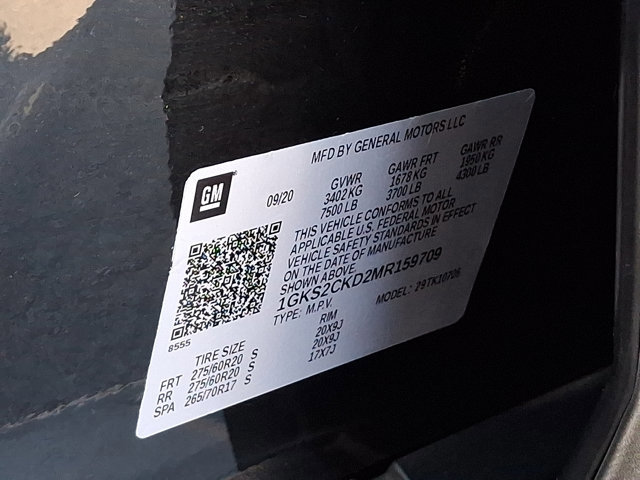 MFD BY GENERAL MOTORS LLC
GM
09/20
GVWR GAWR FRT GAWR RR
3402 KG 1678 KG 1950 KG
7500 LB 3700 LB 4300 LB
THIS VEHICLE CONFORMS TO ALL
APPLICABLE U.S. FEDERAL MOTOR
VEHICLE SAFETY STANDARDS IN EFFECT
ON THE DATE OF MANUFACTURE
SHOWN ABOVE.
1GKS2CKD2MR159709
TYPE: M.P.V. MODEL: 29TK10706
8555
TIRE SIZE RIM
FRT 275/60R20 S 20X9J
RR 275/60R20 S 20X9J
SPA 265/70R17 S 17X7J